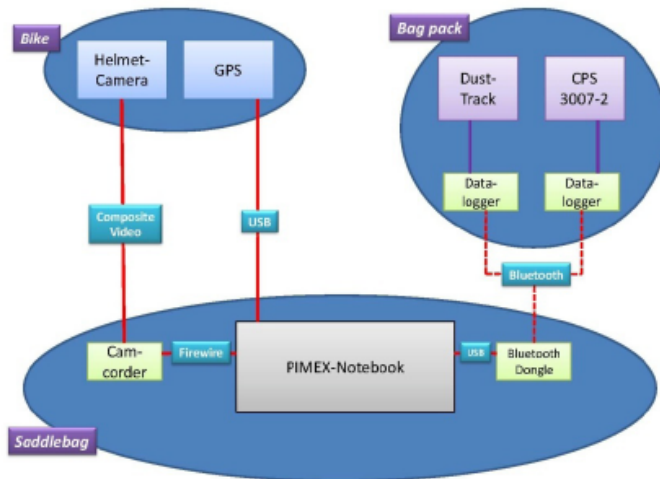 Bike
Helmet-
Camera
GPS
Bag pack
Dust-
Track
CPS
3007-2
Data-
logger
Data-
logger
Composite
Video
USB
Bluetooth
Cam-
corder
Firewire
PIMEX-Notebook
USB
Bluetooth
Dongle
Saddlebag